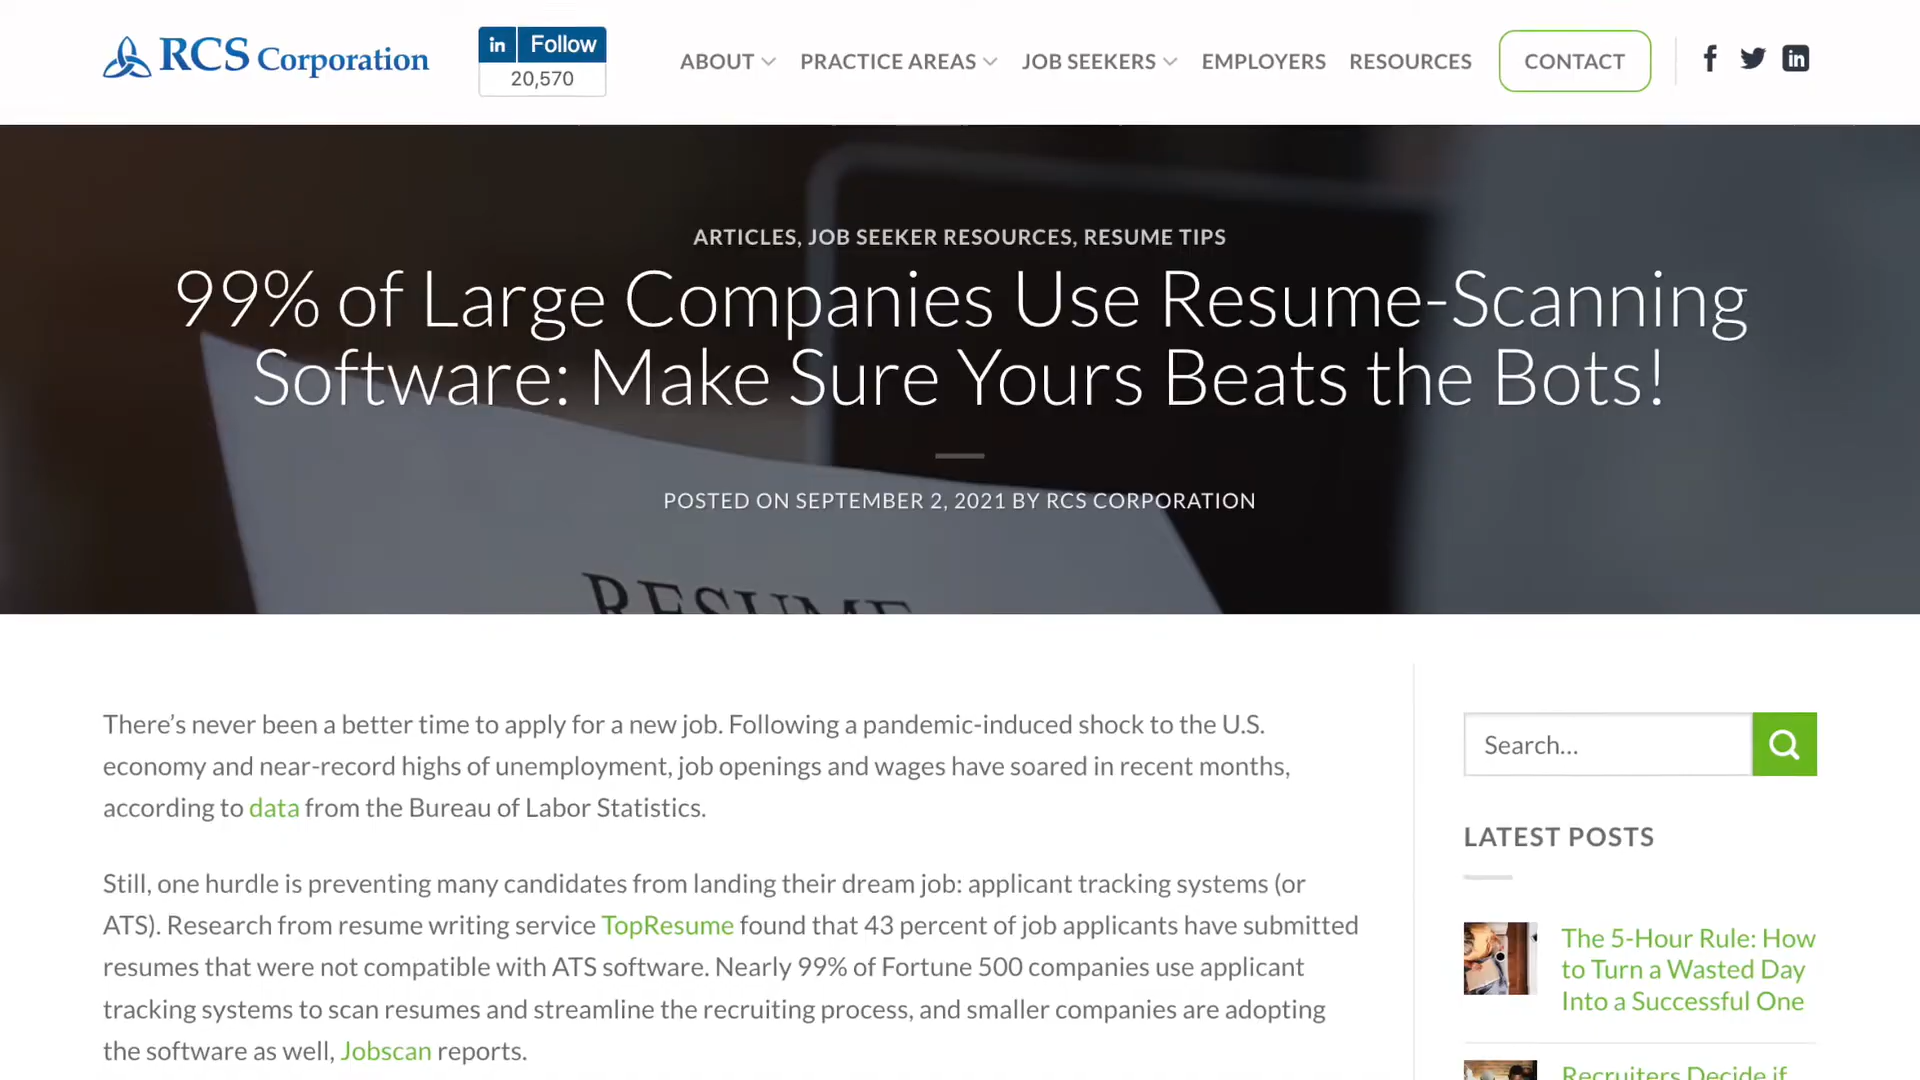 RCS Corporation
in Follow
20,570
ABOUT
PRACTICE AREAS
JOB SEEKERS
EMPLOYERS
RESOURCES
CONTACT
ARTICLES, JOB SEEKER RESOURCES, RESUME TIPS
99% of Large Companies Use Resume-Scanning
Software: Make Sure Yours Beats the Bots!
POSTED ON SEPTEMBER 2, 2021 BY RCS CORPORATION
RESUME
There’s never been a better time to apply for a new job. Following a pandemic-induced shock to the U.S.
economy and near-record highs of unemployment, job openings and wages have soared in recent months,
according to data from the Bureau of Labor Statistics.
Still, one hurdle is preventing many candidates from landing their dream job: applicant tracking systems (or
ATS). Research from resume writing service TopResume found that 43 percent of job applicants have submitted
resumes that were not compatible with ATS software. Nearly 99% of Fortune 500 companies use applicant
tracking systems to scan resumes and streamline the recruiting process, and smaller companies are adopting
the software as well, Jobscan reports.
Search…
LATEST POSTS
The 5-Hour Rule: How
to Turn a Wasted Day
Into a Successful One
Recruiters Decide if